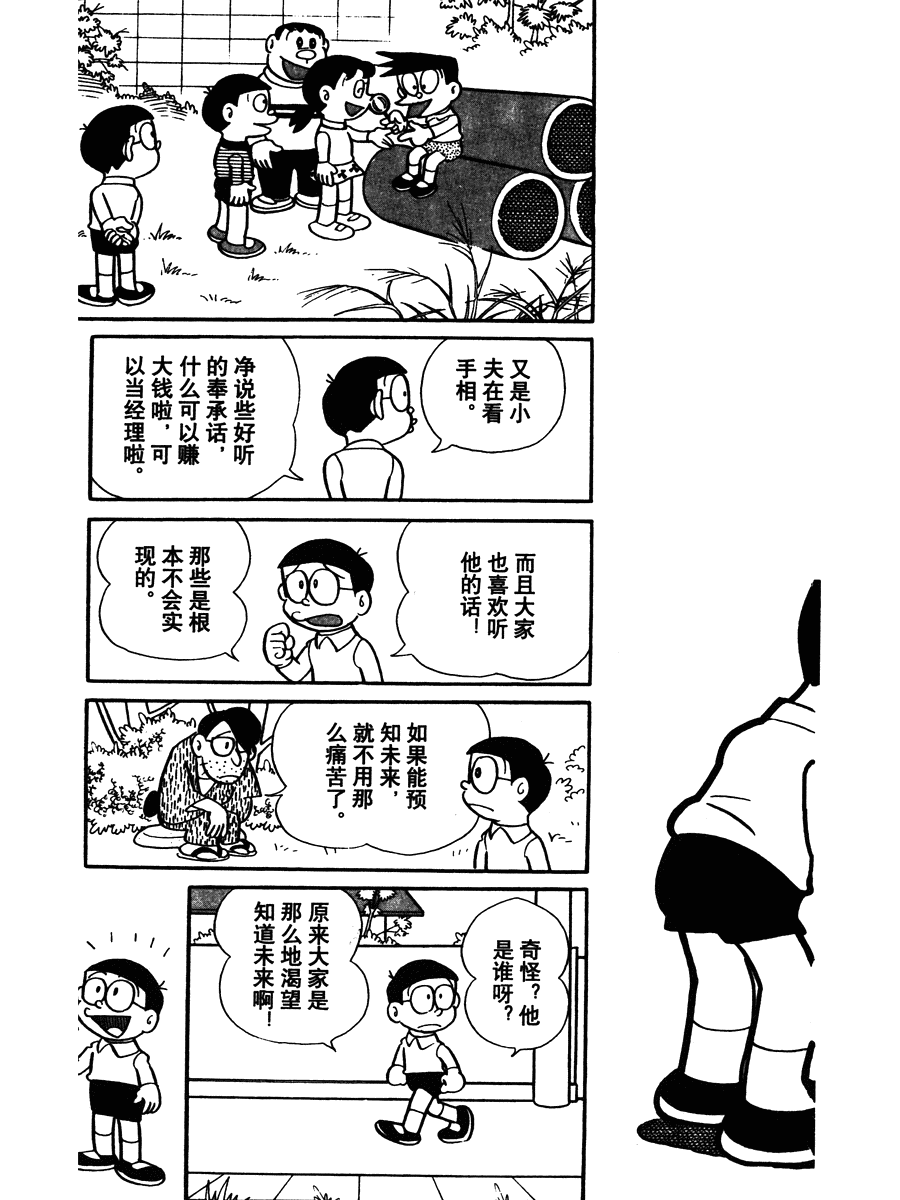 又是小
夫在看
手相。
净说些好听
的奉承话，
什么可以赚
大钱啦，可
以当经理啦。
而且大家
也喜欢听
他的话！
那些是根
本不会实
现的。
如果能预
知未来，
就不用那
么痛苦了。
奇怪？他
是谁呀？
原来大家是
那么地渴望
知道未来啊！